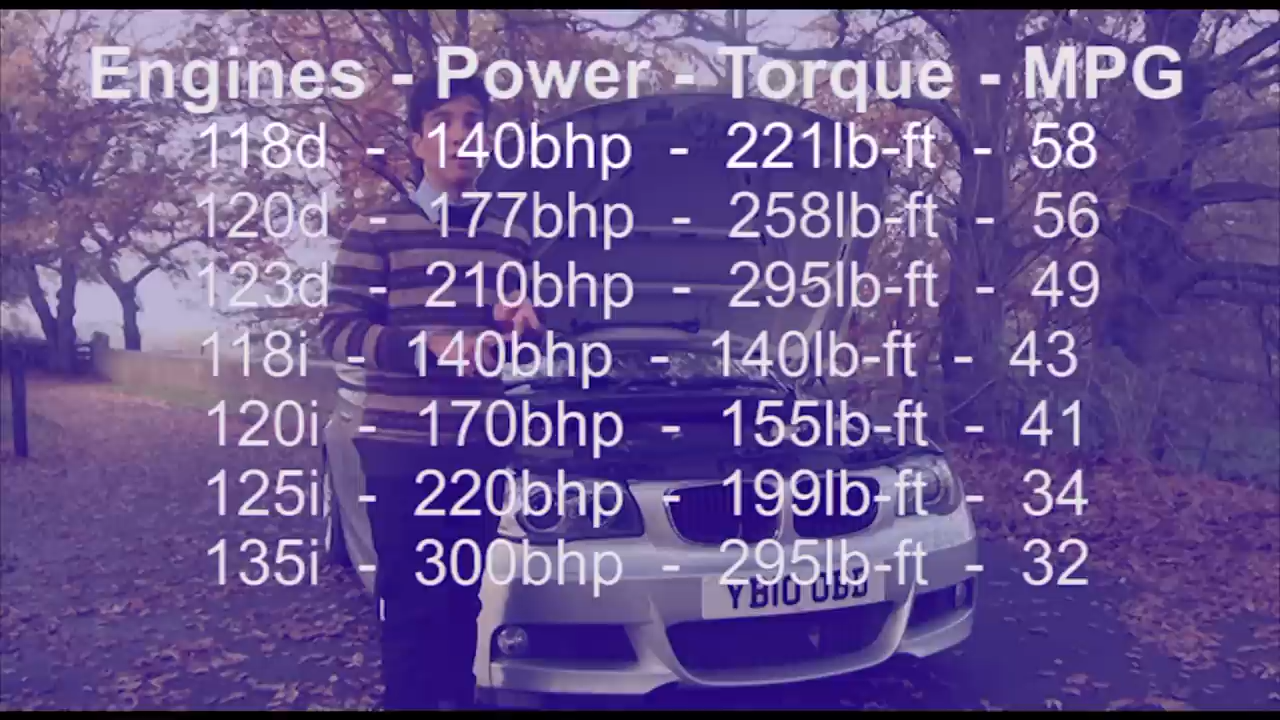 Engines - Power - Torque - MPG
118d - 140bhp - 221lb-ft - 58
120d - 177bhp - 258lb-ft - 56
123d - 210bhp - 295lb-ft - 49
118i - 140bhp - 140lb-ft - 43
120i - 170bhp - 155lb-ft - 41
125i - 220bhp - 199lb-ft - 34
135i - 300bhp - 295lb-ft - 32
YB10